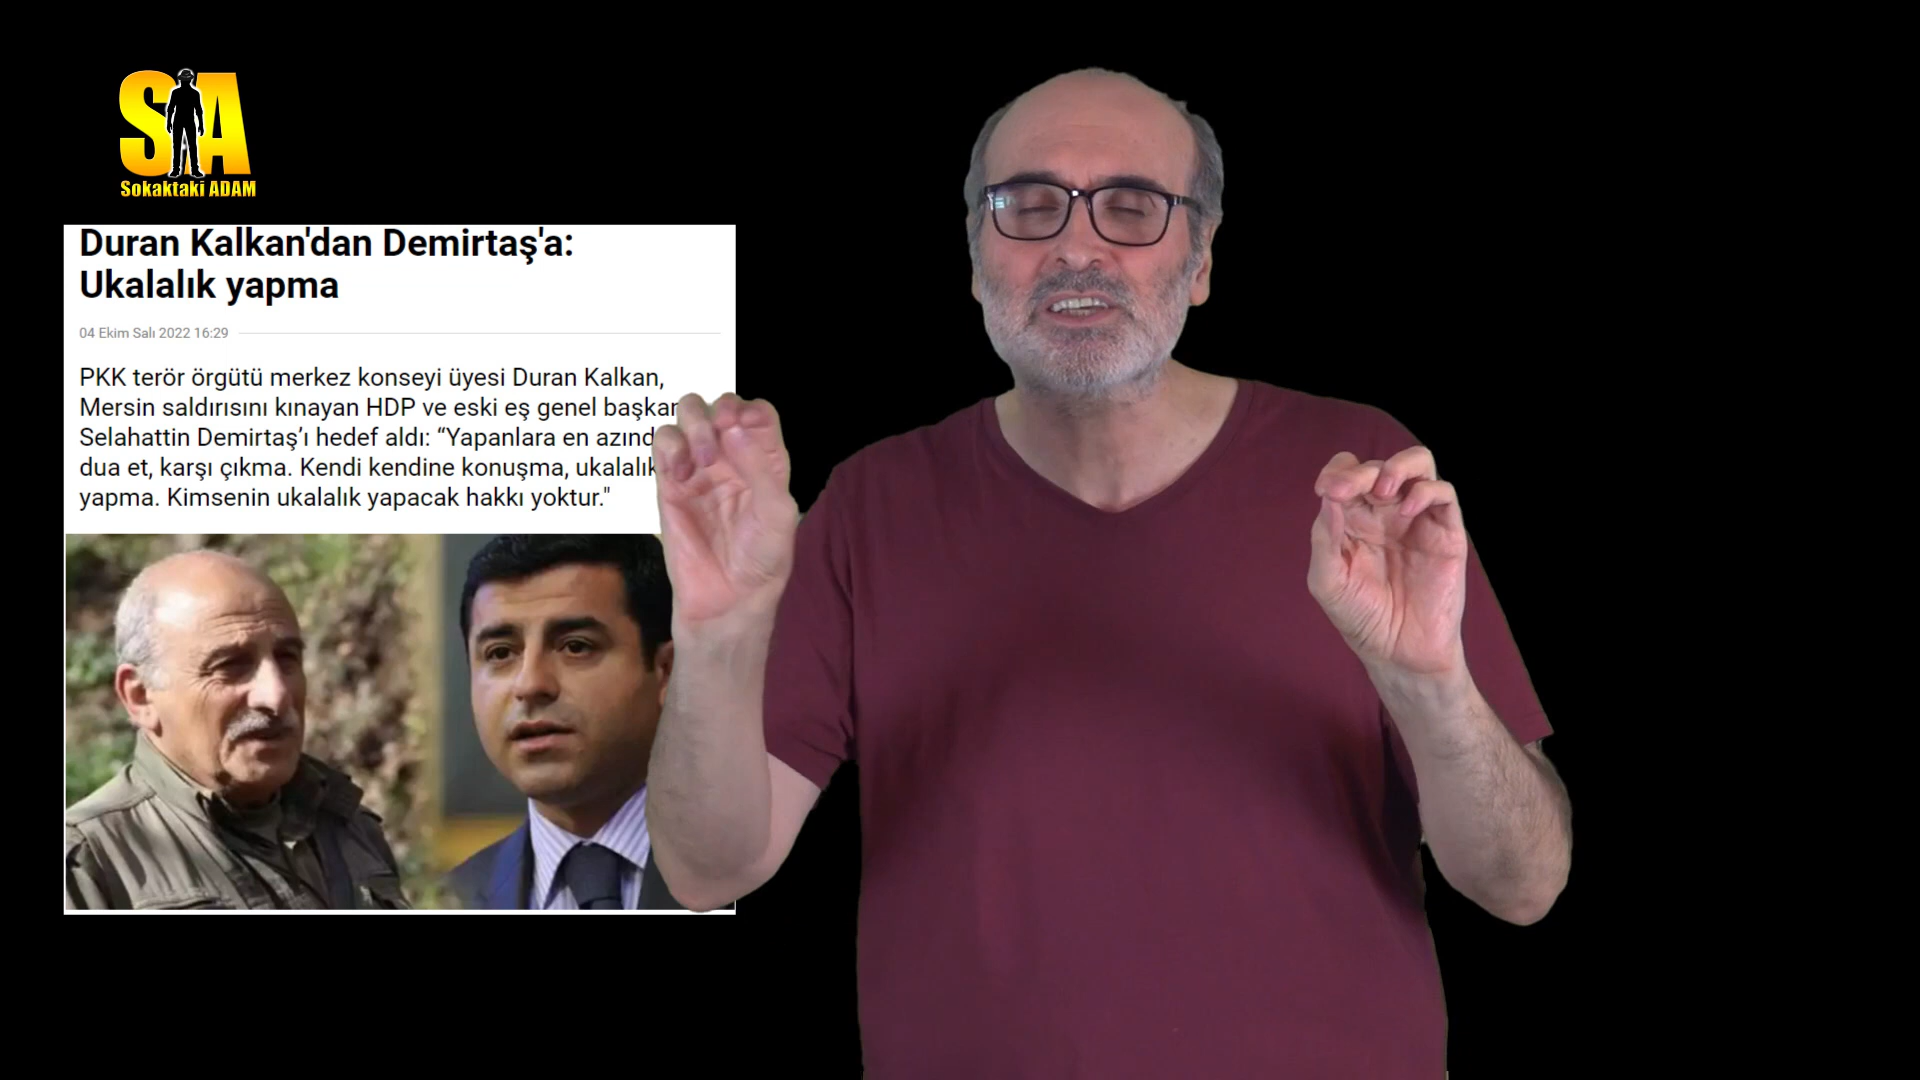 SA
Sokaktaki ADAM
Duran Kalkan'dan Demirtaş'a:
Ukalalık yapma
04 Ekim Salı 2022 16:29
PKK terör örgütü merkez konseyi üyesi Duran Kalkan,
Mersin saldırısını kınayan HDP ve eski eş genel
Selahattin Demirtaş’ı hedef aldı: “Yapanlara en
dua et, karşı çıkma. Kendi kendine konuşma, ukalalık
yapma. Kimsenin ukalalık yapacak hakkı yoktur."